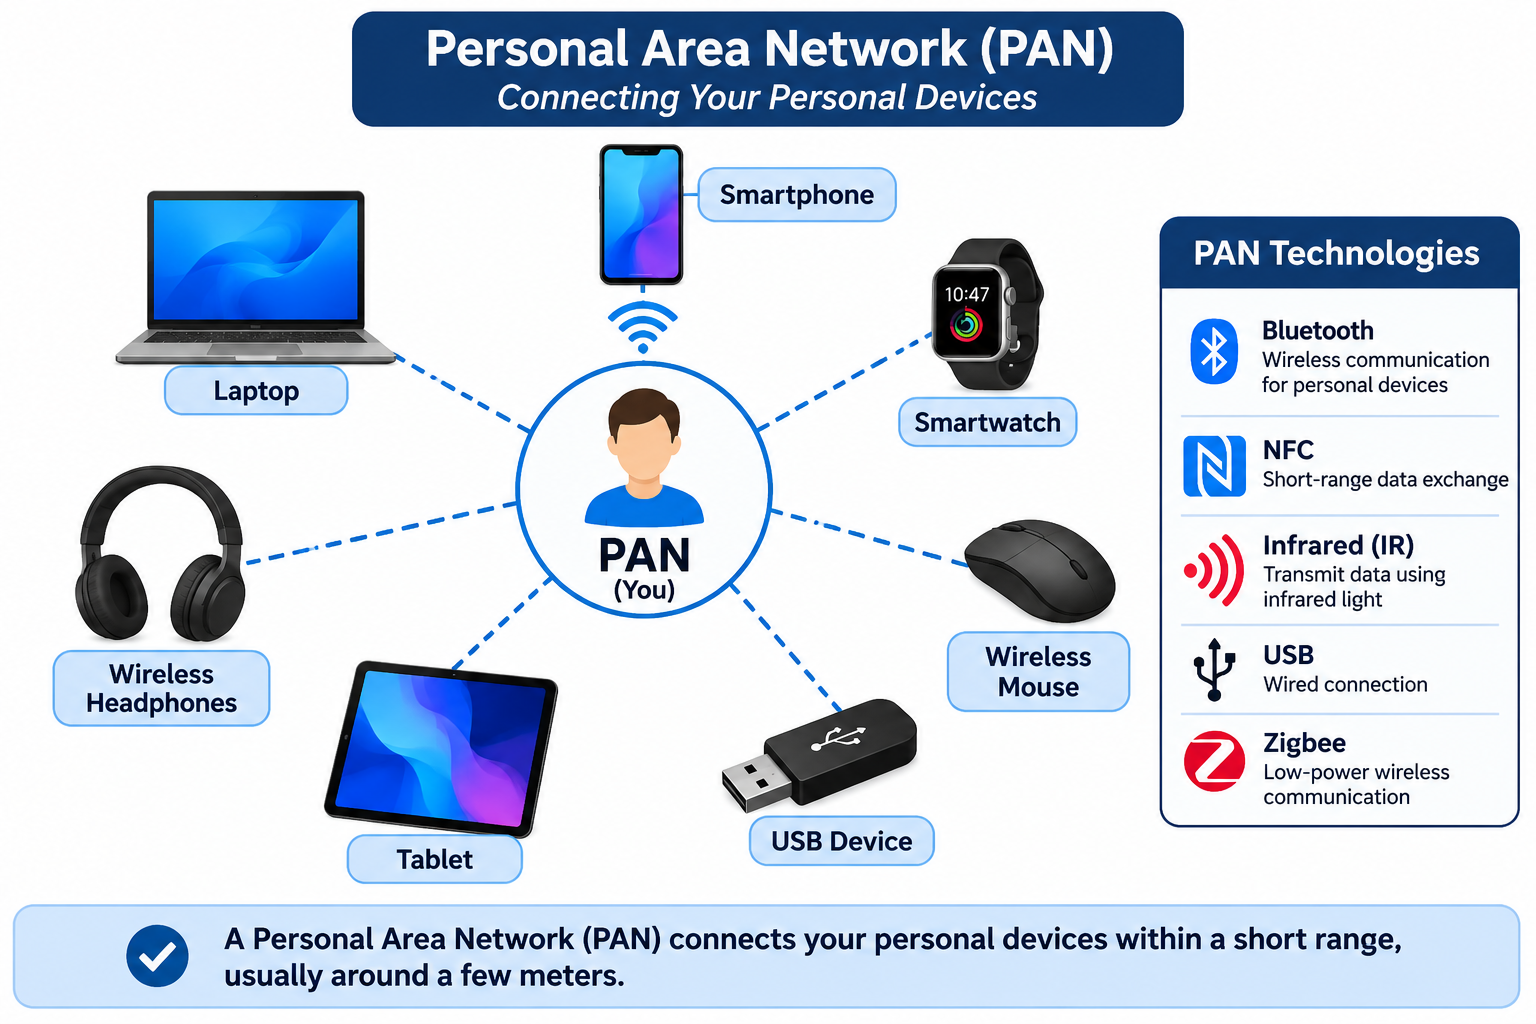 Personal Area Network (PAN)
Connecting Your Personal Devices
Smartphone
Laptop
10:47
Smartwatch
PAN
(You)
Wireless
Headphones
Wireless
Mouse
Tablet
USB Device
PAN Technologies
Bluetooth
Wireless communication
for personal devices
NFC
Short-range data exchange
Infrared (IR)
Transmit data using
infrared light
USB
Wired connection
Zigbee
Low-power wireless
communication
A Personal Area Network (PAN) connects your personal devices within a short range,
usually around a few meters.